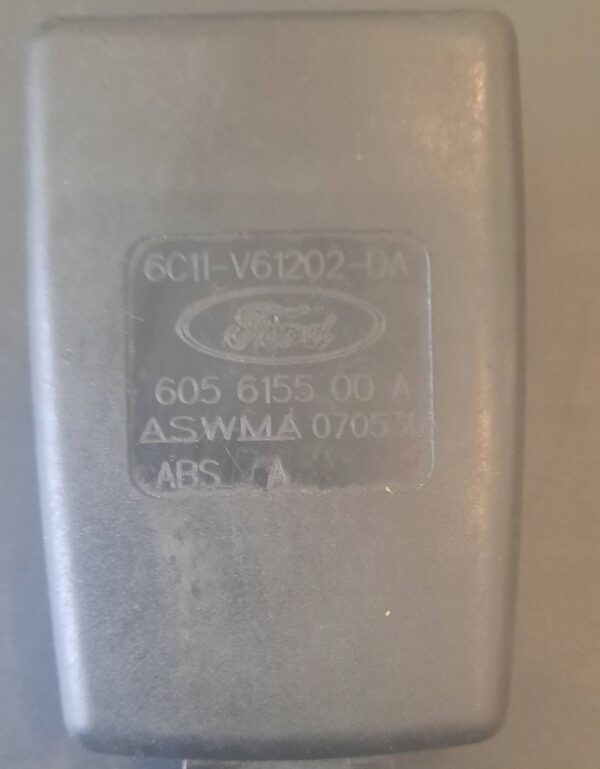 6C11-V61202-DA
Ford
605 6155 00 A
ASWMA 070530
ABS A